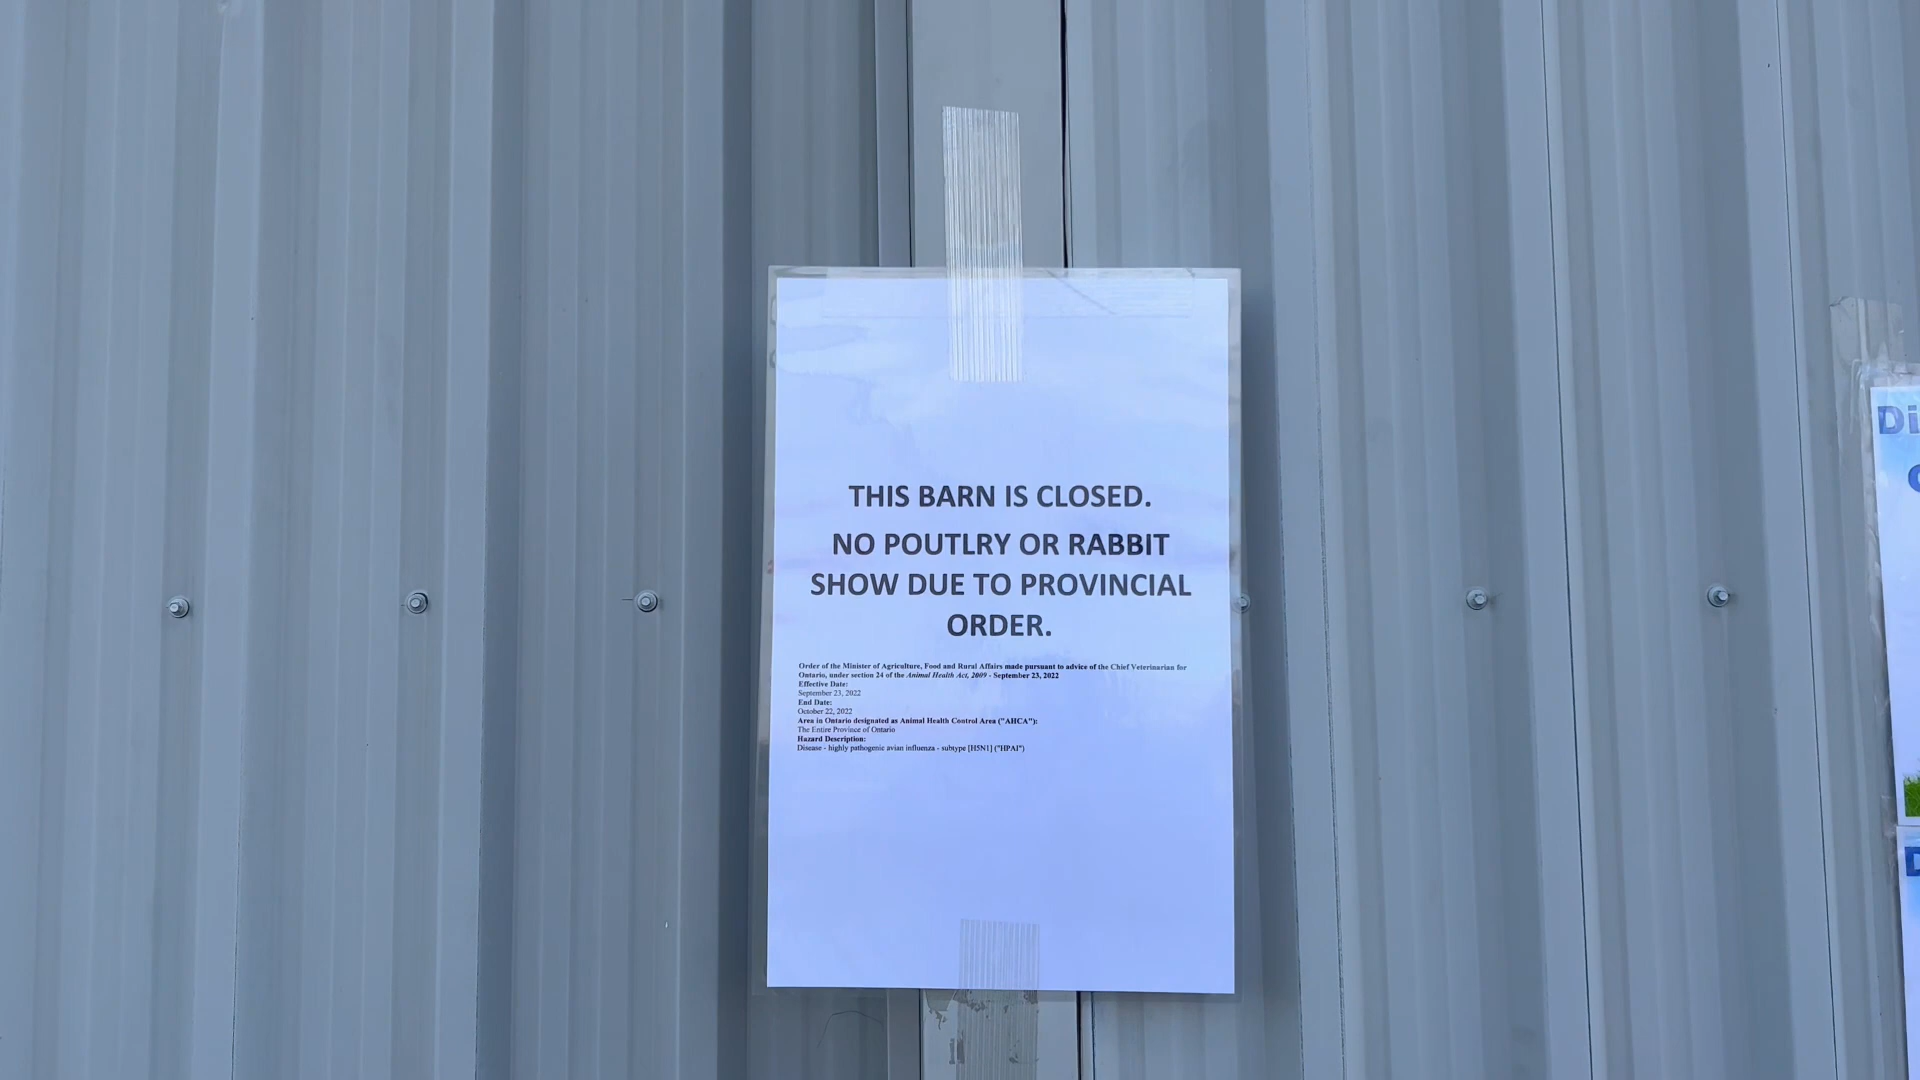 THIS BARN IS CLOSED.
NO POUTLRY OR RABBIT
SHOW DUE TO PROVINCIAL
ORDER.
Order of the Minister of Agriculture, Food and Rural Affairs made pursuant to advice of the Chief Veterinarian for
Ontario, under section 24 of the Animal Health Act, 2009 - September 23, 2022
Effective Date:
September 23, 2022
End Date:
October 22, 2022
Area in Ontario designated as Animal Health Control Area ("AHCA"):
The Entire Province of Ontario
Hazard Description:
Disease - highly pathogenic avian influenza - subtype [H5N1] ("HPAI")